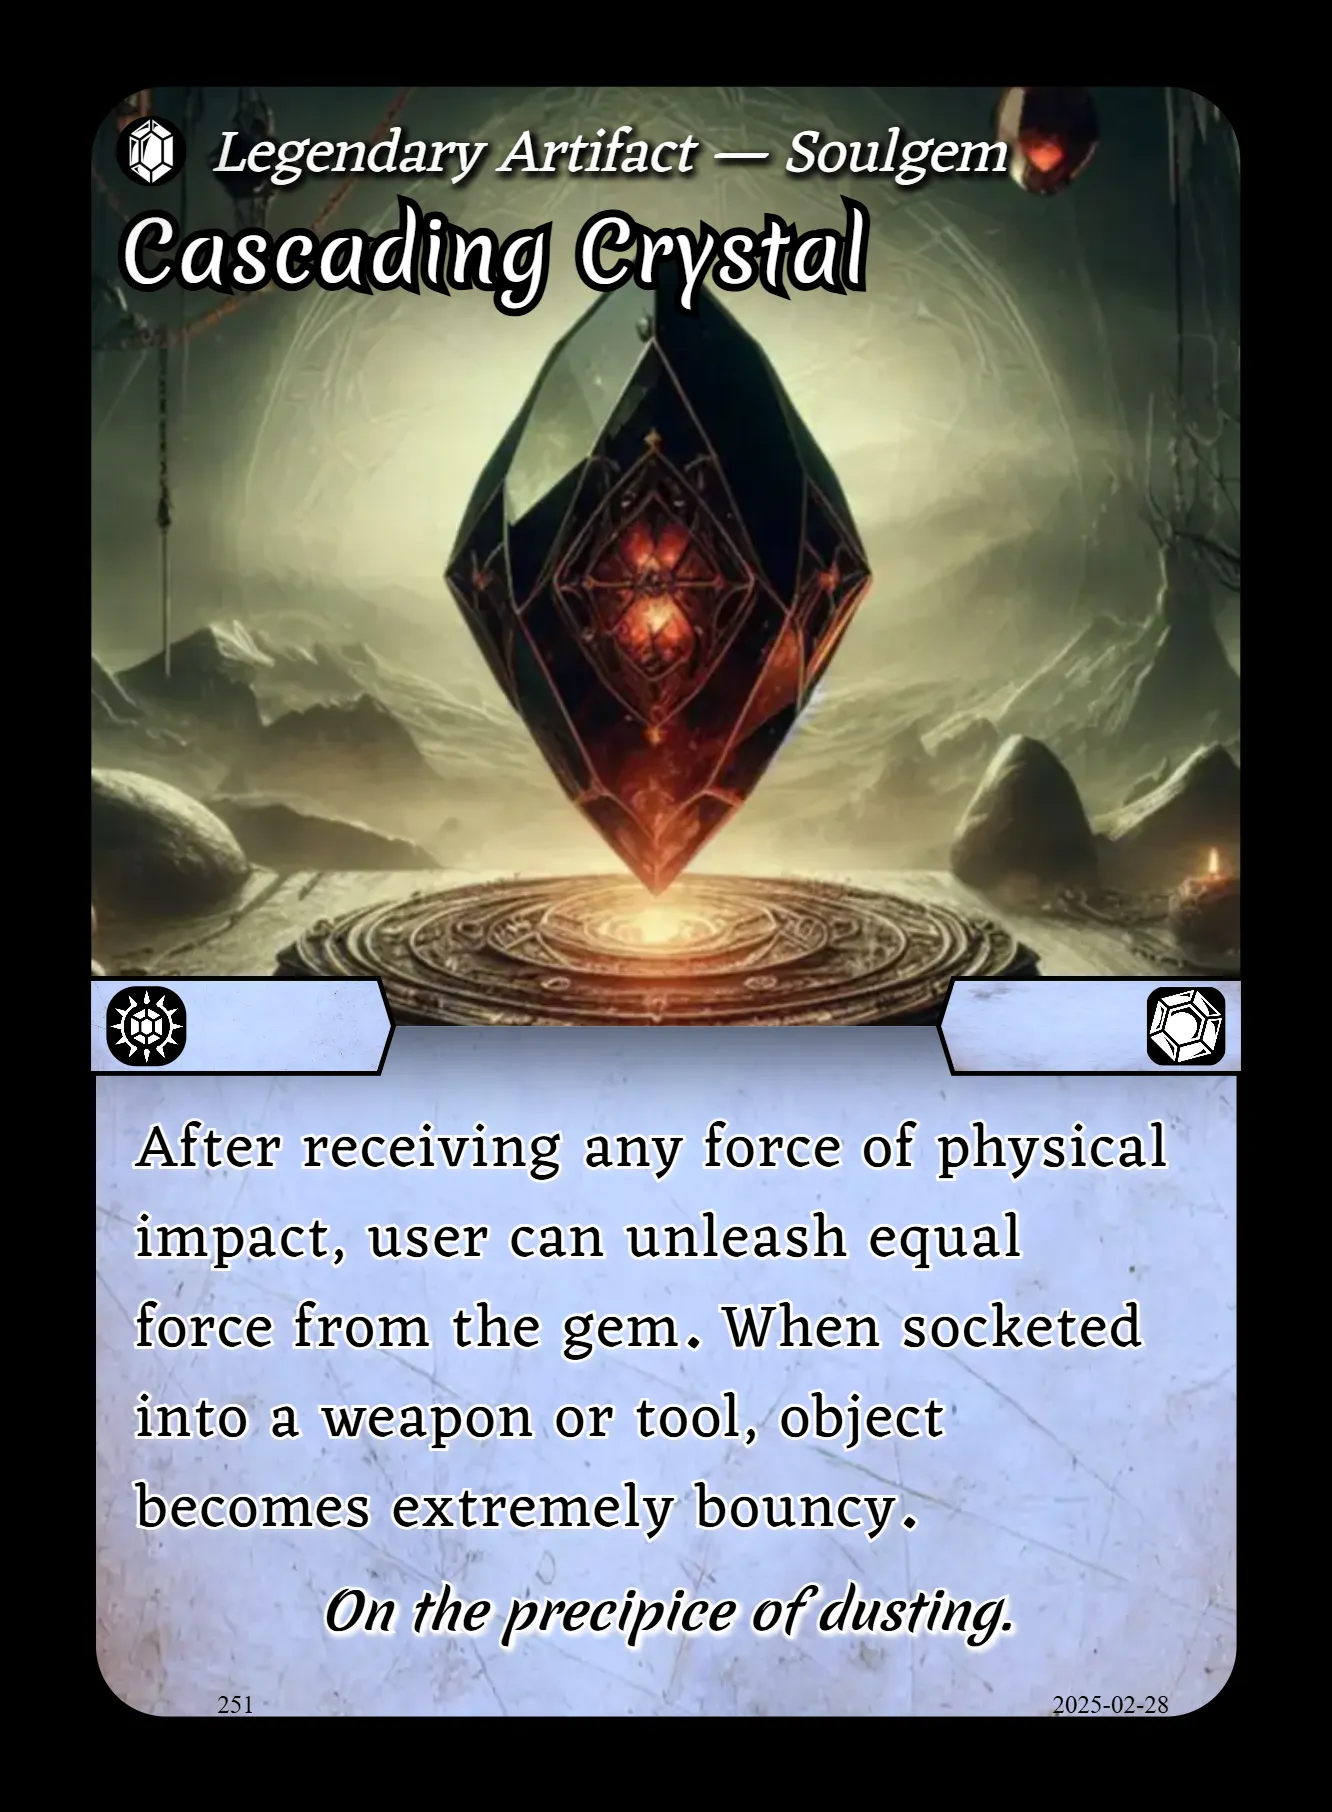 Legendary Artifact — Soulgem
Cascading Crystal
After receiving any force of physical
impact, user can unleash equal
force from the gem. When socketed
into a weapon or tool, object
becomes extremely bouncy.
On the precipice of dusting.
251
2025-02-28